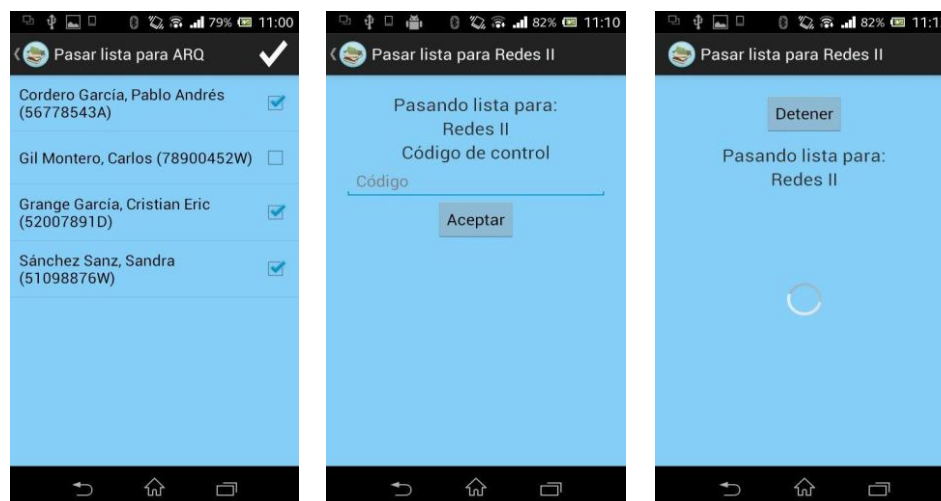 79% 11:00
Pasar lista para ARQ
Cordero García, Pablo Andrés
(56778543A)
Gil Montero, Carlos (78900452W)
Grange García, Cristian Eric
(52007891D)
Sánchez Sanz, Sandra
(51098876W)
82% 11:10
Pasar lista para Redes II
Pasando lista para:
Redes II
Código de control
Código
Aceptar
82% 11:1
Pasar lista para Redes II
Detener
Pasando lista para:
Redes II